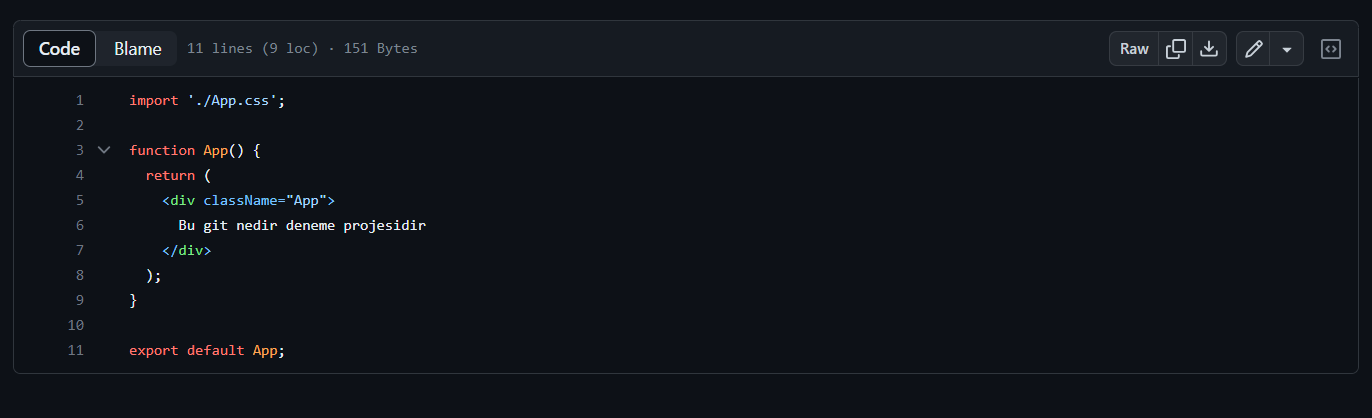 Code Blame 11 lines (9 loc) · 151 Bytes Raw
1 import './App.css';
2
3 function App() {
4 return (
5 <div className="App">
6 Bu git nedir deneme projesidir
7 </div>
8 );
9 }
10
11 export default App;